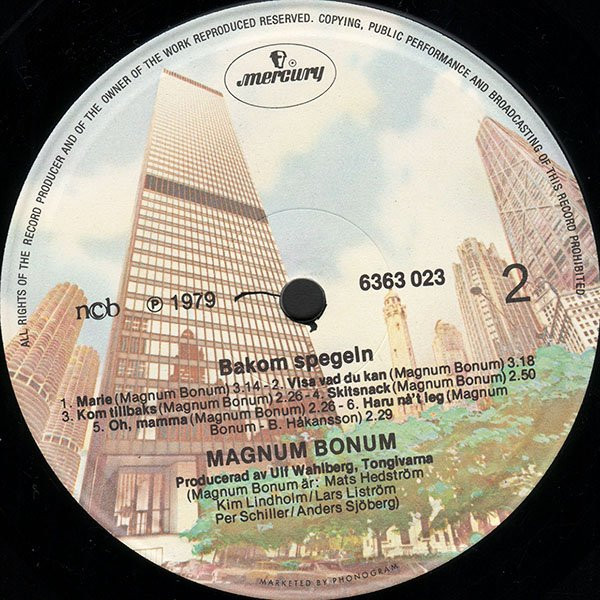 ALL RIGHTS OF THE RECORD PRODUCER AND OF THE OWNER OF THE WORK REPRODUCED RESERVED. COPYING, PUBLIC PERFORMANCE AND BROADCASTING OF THIS RECORD PROHIBITED
mercury
ncb ℗ 1979
6363 023
2
Bakom spegeln
1. Marie (Magnum Bonum) 3.14 - 2. Visa vad du kan (Magnum Bonum) 3.18
3. Kom tillbaks (Magnum Bonum) 2.26 - 4. Skitsnack (Magnum Bonum) 2.50
5. Oh, mamma (Magnum Bonum) 2.26 - 6. Haru nå't leg (Magnum
Bonum - B. Håkansson) 2.29
MAGNUM BONUM
Producerad av Ulf Wahlberg, Tongivarna
(Magnum Bonum är: Mats Hedström
Kim Lindholm/Lars Liström
Per Schiller/Anders Sjöberg)
MARKETED BY PHONOGRAM